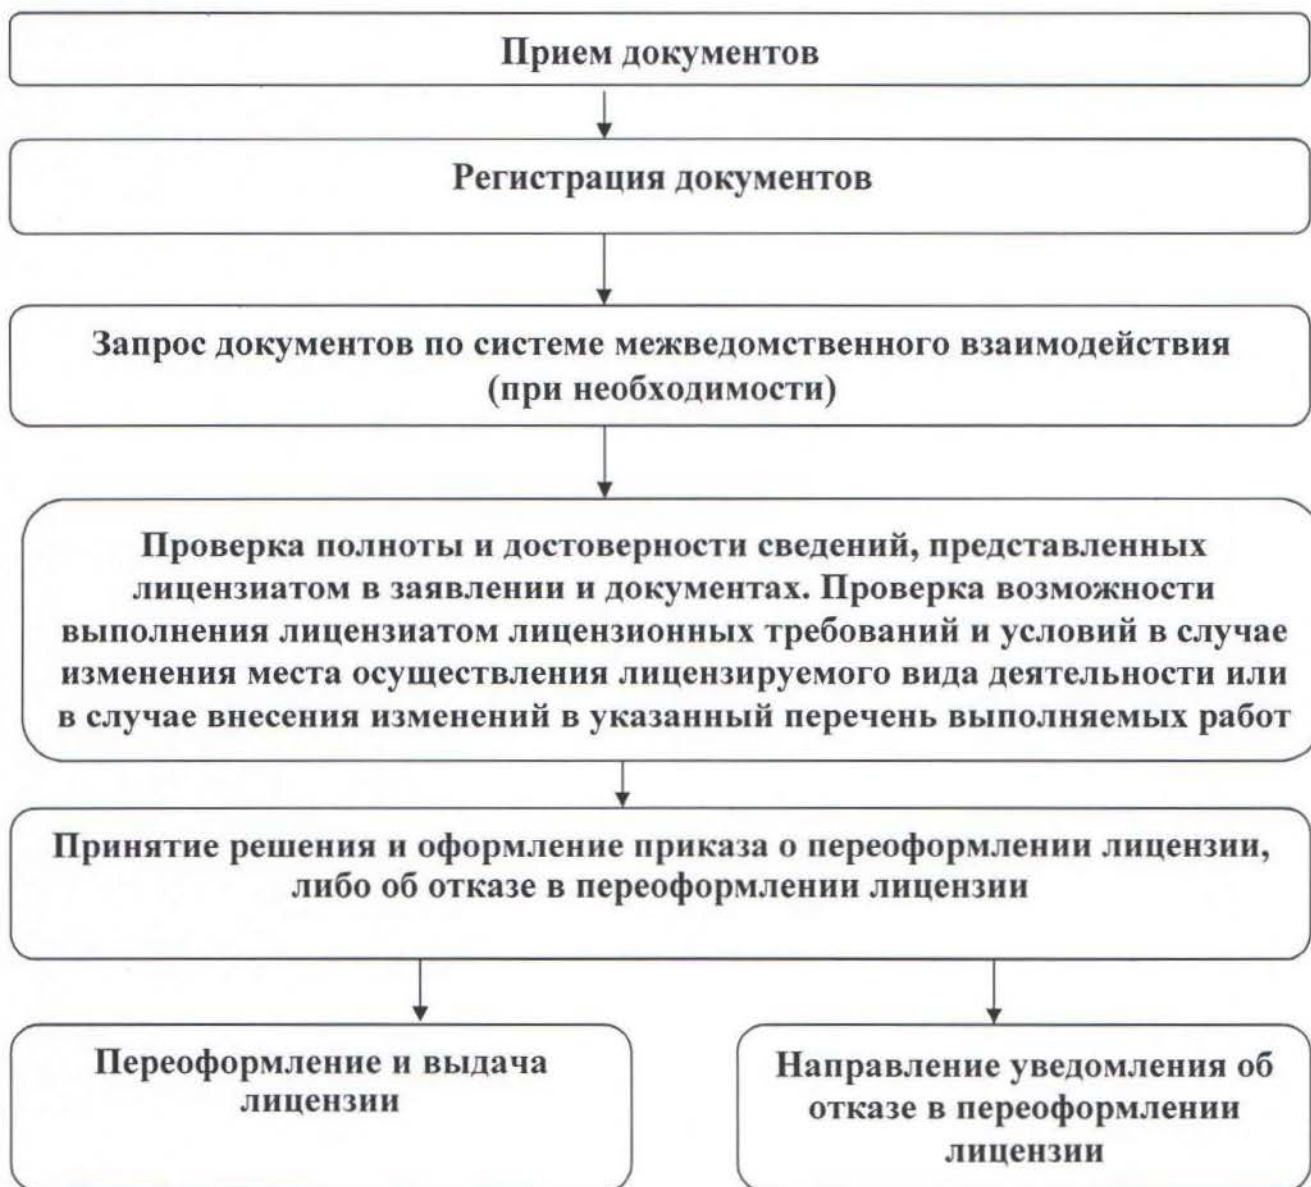 Прием документов
Регистрация документов
Запрос документов по системе межведомственного взаимодействия
(при необходимости)
Проверка полноты и достоверности сведений, представленных
лицензиатом в заявлении и документах. Проверка возможности
выполнения лицензиатом лицензионных требований и условий в случае
изменения места осуществления лицензируемого вида деятельности или
в случае внесения изменений в указанный перечень выполняемых работ
Принятие решения и оформление приказа о переоформлении лицензии,
либо об отказе в переоформлении лицензии
Переоформление и выдача
лицензии
Направление уведомления об
отказе в переоформлении
лицензии